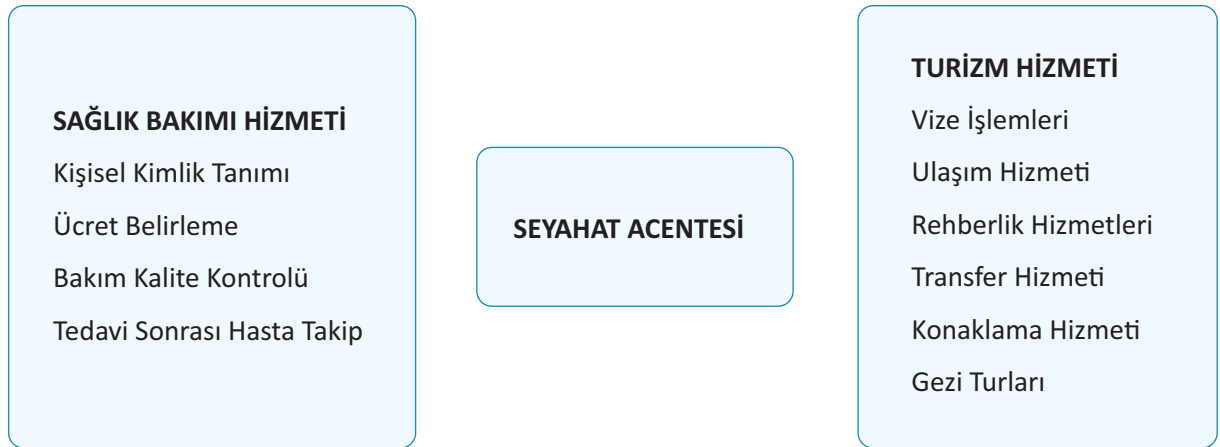 SAĞLIK BAKIMI HİZMETİ
Kişisel Kimlik Tanımı
Ücret Belirleme
Bakım Kalite Kontrolü
Tedavi Sonrası Hasta Takip
SEYAHAT ACENTESİ
TURİZM HİZMETİ
Vize İşlemleri
Ulaşım Hizmeti
Rehberlik Hizmetleri
Transfer Hizmeti
Konaklama Hizmeti
Gezi Turları